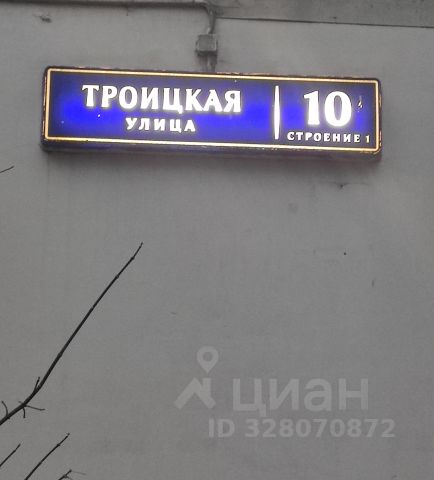 ТРОИЦКАЯ
УЛИЦА
10
СТРОЕНИЕ 1
циан
ID 328070872